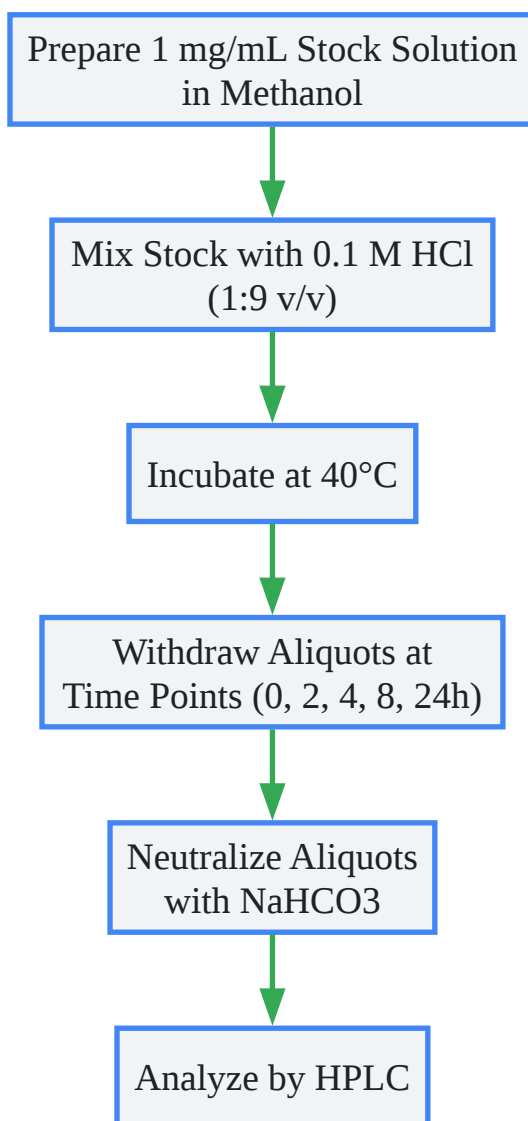 Prepare 1 mg/mL Stock Solution
in Methanol
Mix Stock with 0.1 M HCl
(1:9 v/v)
Incubate at 40°C
Withdraw Aliquots at
Time Points (0, 2, 4, 8, 24h)
Neutralize Aliquots
with NaHCO3
Analyze by HPLC